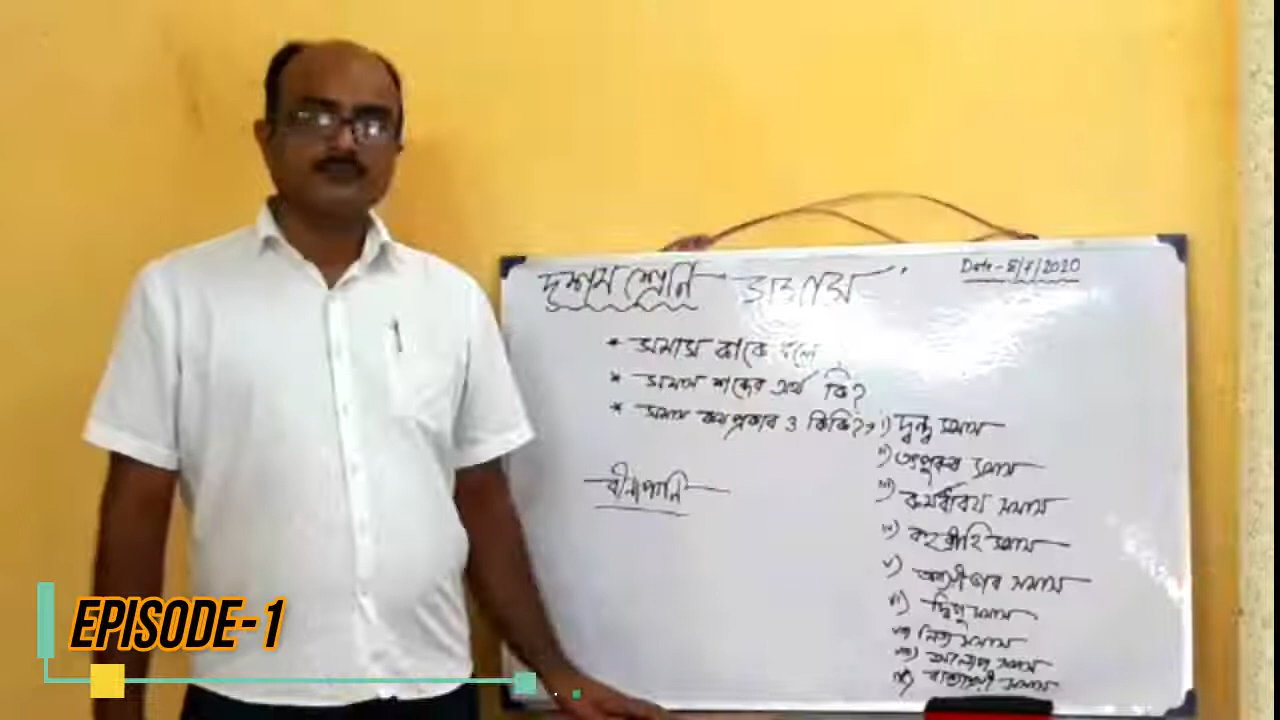 দশম শ্রেনি সমাস
Date - 8/7/2020
* সমাস কাকে বলে
* সমাস শব্দের অর্থ কি?
* সমাস কয় প্রকার ও কি কি? → i) দ্বন্দ্ব সমাস
ii) তৎপুরুষ সমাস
iii) কর্মধারয় সমাস
বীনাপানি
iv) বহুব্রীহি সমাস
v) অব্যয়ীভাব সমাস
vi) দ্বিগু সমাস
vii) নিত্য সমাস
viii) অলোপ সমাস
ix) বাক্যাশ্রয়ী সমাস
EPISODE-1